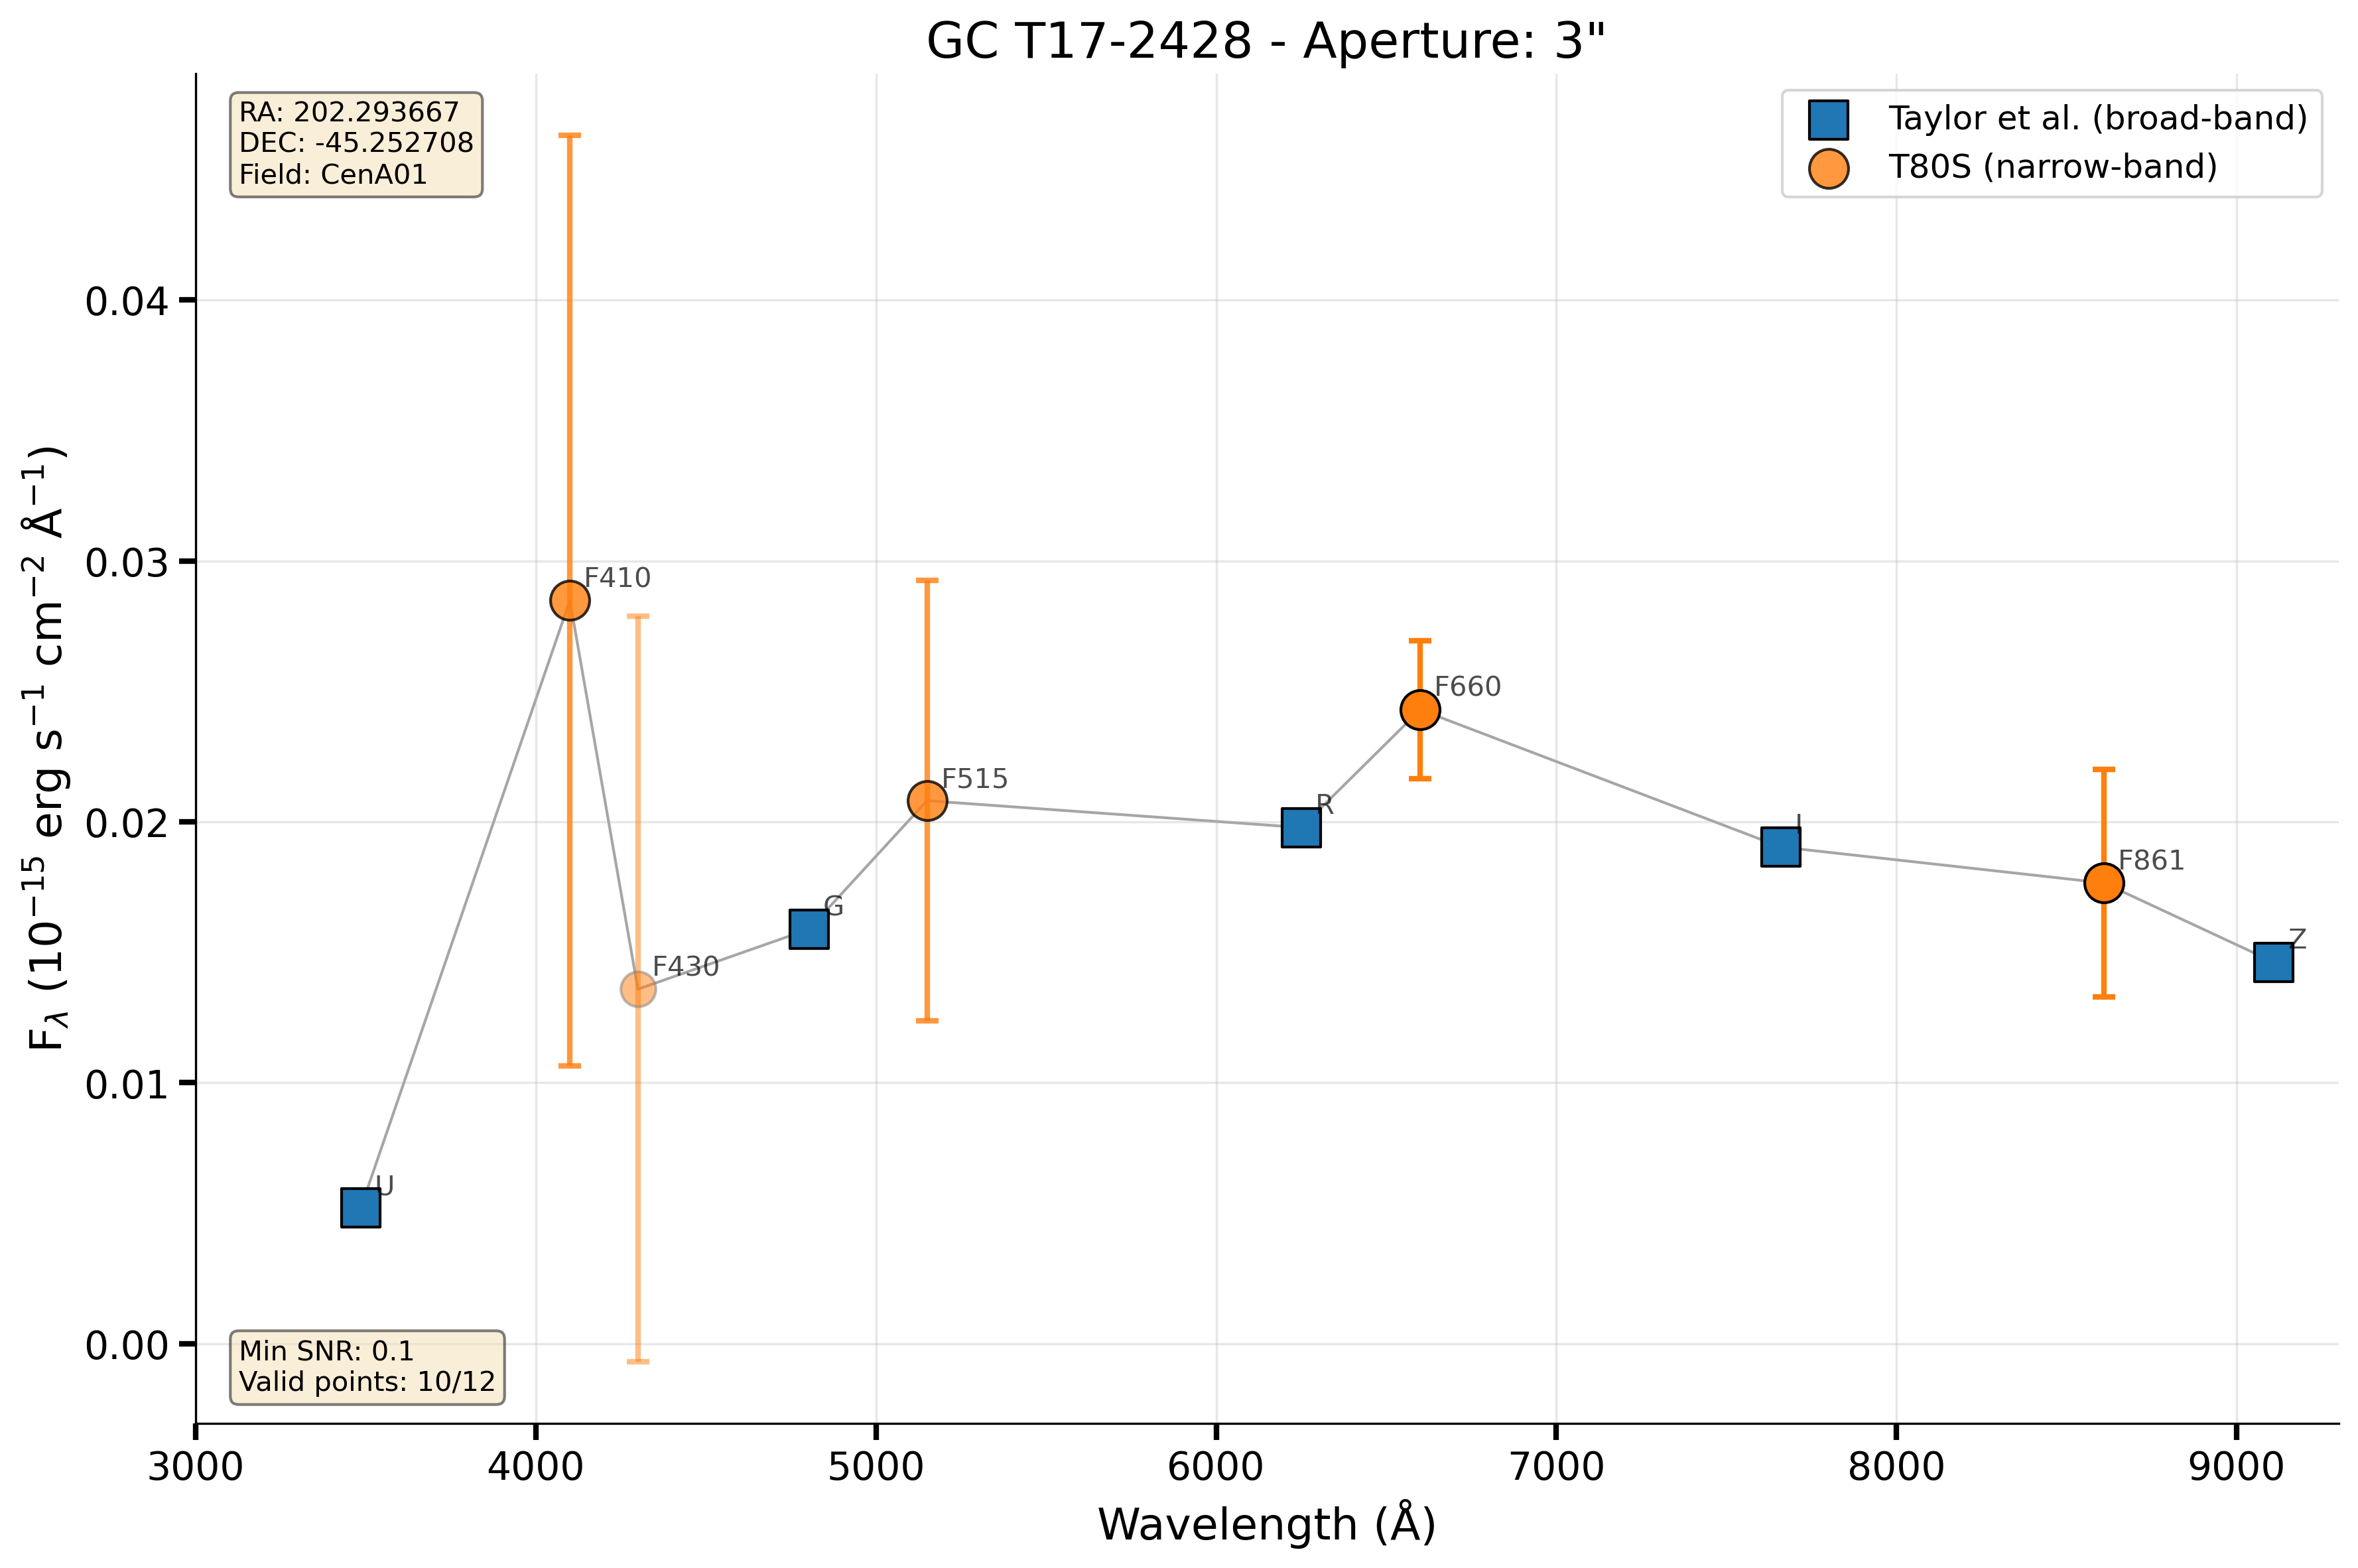 GC T17-2428 - Aperture: 3"
RA: 202.293667
DEC: -45.252708
Field: CenA01
Taylor et al. (broad-band)
T80S (narrow-band)
F$_\lambda$ (10$^{-15}$ erg s$^{-1}$ cm$^{-2}$ Å$^{-1}$)
0.04
0.03
0.02
0.01
0.00
F410
F660
F515
R
I
F861
G
Z
F430
U
Min SNR: 0.1
Valid points: 10/12
3000 4000 5000 6000 7000 8000 9000
Wavelength (Å)